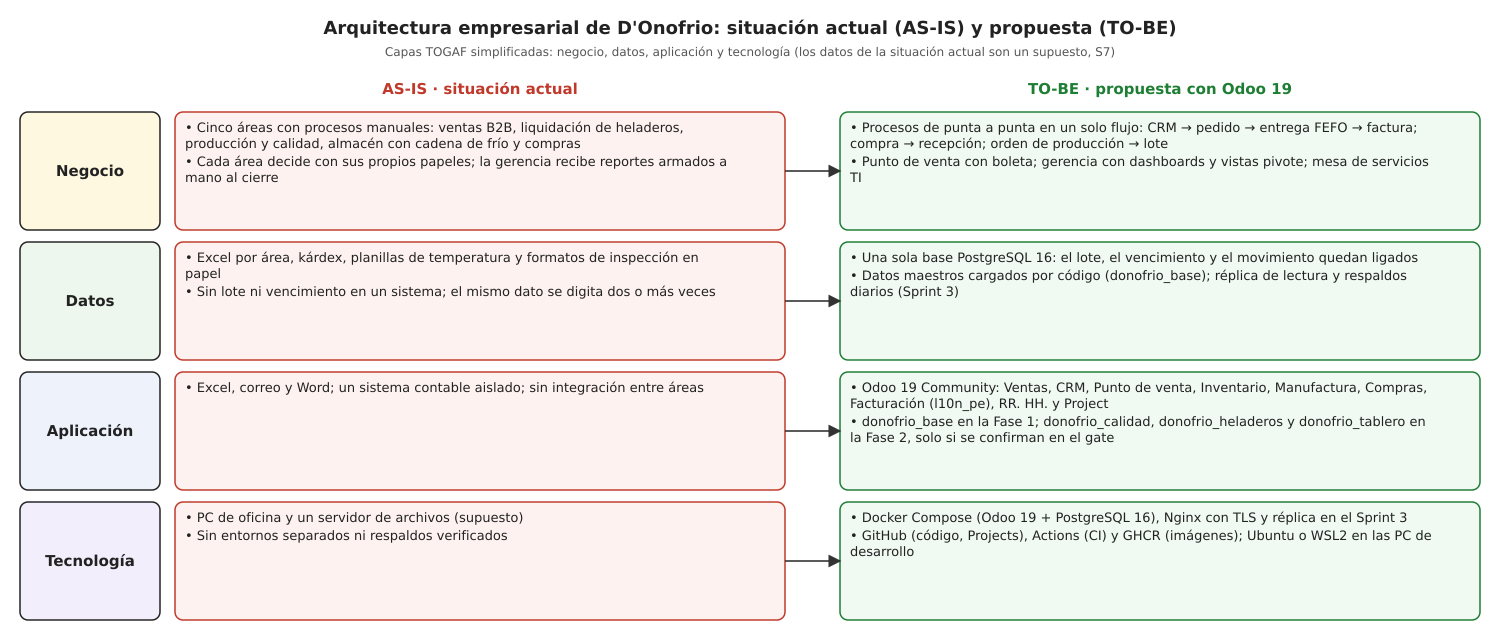 Arquitectura empresarial de D'Onofrio: situación actual (AS-IS) y propuesta (TO-BE)
Capas TOGAF simplificadas: negocio, datos, aplicación y tecnología (los datos de la situación actual son un supuesto, S7)
AS-IS · situación actual
TO-BE · propuesta con Odoo 19
Negocio
• Cinco áreas con procesos manuales: ventas B2B, liquidación de heladeros,
producción y calidad, almacén con cadena de frío y compras
• Cada área decide con sus propios papeles; la gerencia recibe reportes armados a
mano al cierre
• Procesos de punta a punta en un solo flujo: CRM → pedido → entrega FEFO → factura;
compra → recepción; orden de producción → lote
• Punto de venta con boleta; gerencia con dashboards y vistas pivote; mesa de servicios
TI
Datos
• Excel por área, kárdex, planillas de temperatura y formatos de inspección en
papel
• Sin lote ni vencimiento en un sistema; el mismo dato se digita dos o más veces
• Una sola base PostgreSQL 16: el lote, el vencimiento y el movimiento quedan ligados
• Datos maestros cargados por código (donofrio_base); réplica de lectura y respaldos
diarios (Sprint 3)
Aplicación
• Excel, correo y Word; un sistema contable aislado; sin integración entre áreas
• Odoo 19 Community: Ventas, CRM, Punto de venta, Inventario, Manufactura, Compras,
Facturación (l10n_pe), RR. HH. y Project
• donofrio_base en la Fase 1; donofrio_calidad, donofrio_heladeros y donofrio_tablero en
la Fase 2, solo si se confirman en el gate
Tecnología
• PC de oficina y un servidor de archivos (supuesto)
• Sin entornos separados ni respaldos verificados
• Docker Compose (Odoo 19 + PostgreSQL 16), Nginx con TLS y réplica en el Sprint 3
• GitHub (código, Projects), Actions (CI) y GHCR (imágenes); Ubuntu o WSL2 en las PC de
desarrollo